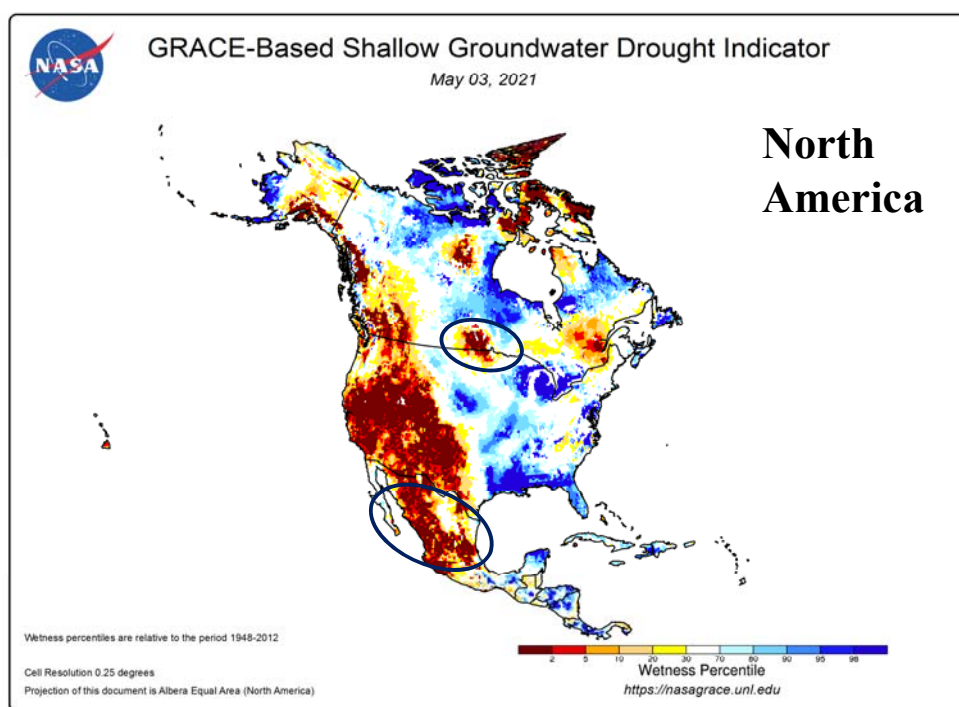 NASA
GRACE-Based Shallow Groundwater Drought Indicator
May 03, 2021
North
America
Wetness percentiles are relative to the period 1948-2012
Cell Resolution 0.25 degrees
Projection of this document is Albera Equal Area (North America)
2 5 10 20 30 70 80 90 95 98
Wetness Percentile
https://nasagrace.unl.edu